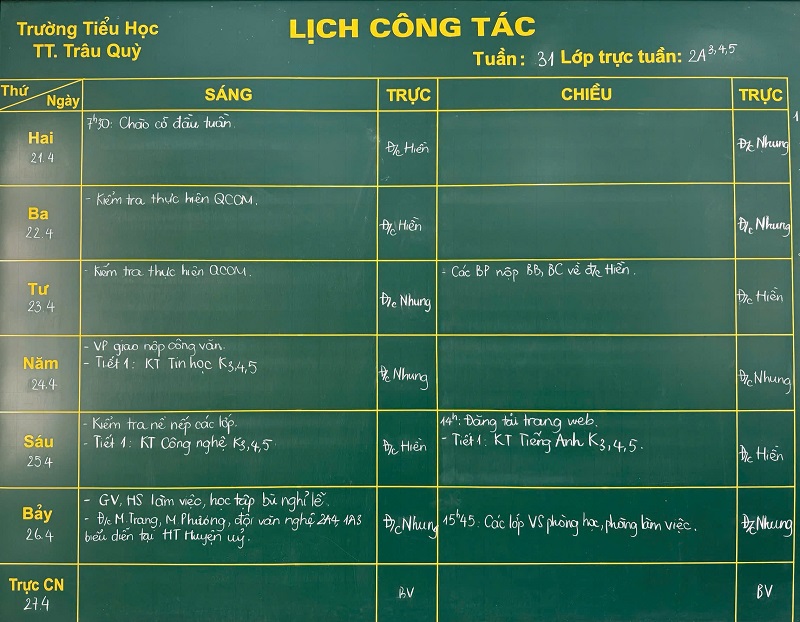 Trường Tiểu Học
TT. Trâu Quỳ
LỊCH CÔNG TÁC
Tuần: 31 Lớp trực tuần: 2A3,4,5
Thứ Ngày SÁNG TRỰC CHIỀU TRỰC
Hai
21.4
7h30: Chào cờ đầu tuần.
Đ/c Hiền
Đ/c Nhung
Ba
22.4
- Kiểm tra thực hiện QCCM.
Đ/c Hiền
Đ/c Nhung
Tư
23.4
- Kiểm tra thực hiện QCCM.
Đ/c Nhung
- Các BP nộp BB, BC về đ/c Hiền.
Đ/c Hiền
Năm
24.4
- VP giao nộp công văn.
- Tiết 1: KT Tin học K3,4,5
Đ/c Nhung
Đ/c Nhung
Sáu
25.4
- Kiểm tra nề nếp các lớp.
- Tiết 1: KT Công nghệ K3,4,5
Đ/c Hiền
14h: Đăng tải trang web.
- Tiết 1: KT Tiếng Anh K3,4,5.
Đ/c Hiền
Bảy
26.4
- GV, HS làm việc, học tập bù nghỉ lễ.
- Đ/c M.Trang, M Phương, đội văn nghệ 2A4, 1A3
biểu diễn tại HT Huyện uỷ.
Đ/c Nhung
15h45: Các lớp VS phòng học, phòng làm việc.
Đ/c Nhung
Trực CN
27.4
BV
BV